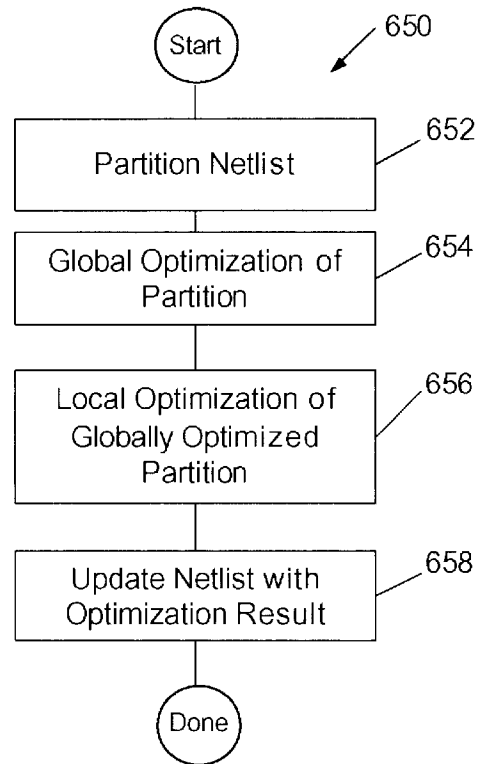 Start
650
Partition Netlist
652
Global Optimization of
Partition
654
Local Optimization of
Globally Optimized
Partition
656
Update Netlist with
Optimization Result
658
Done